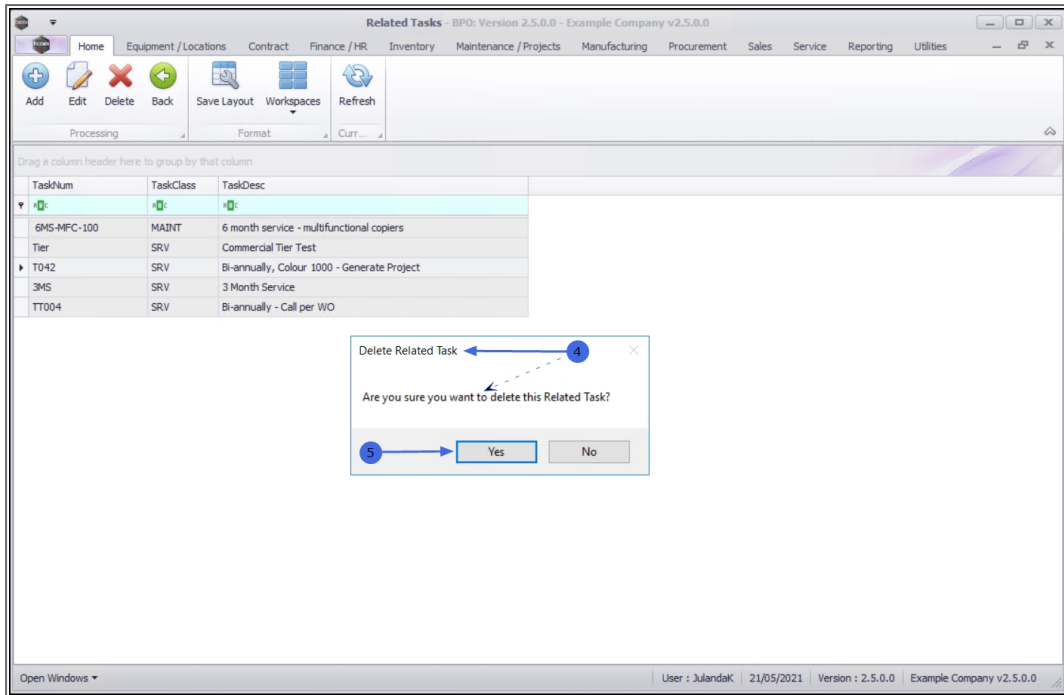 Related Tasks - BPO: Version 2.5.0.0 - Example Company v2.5.0.0
Home Equipment / Locations Contract Finance / HR Inventory Maintenance / Projects Manufacturing Procurement Sales Service Reporting Utilities
Add Edit Delete Back Save Layout Workspaces Refresh
Processing Format Curr...
Drag a column header here to group by that column
TaskNum TaskClass TaskDesc
6MS-MFC-100 MAINT 6 month service - multifunctional copiers
Tier SRV Commercial Tier Test
T042 SRV Bi-annually, Colour 1000 - Generate Project
3MS SRV 3 Month Service
TT004 SRV Bi-annually - Call per WO
Delete Related Task 4
Are you sure you want to delete this Related Task?
5 Yes No
Open Windows User : JulandaK 21/05/2021 Version : 2.5.0.0 Example Company v2.5.0.0